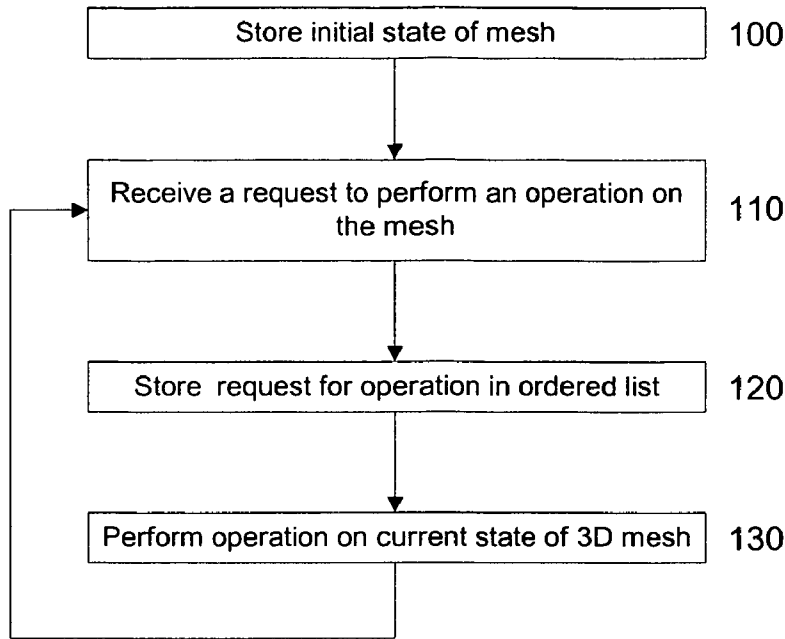 Store initial state of mesh 100
Receive a request to perform an operation on
the mesh 110
Store request for operation in ordered list 120
Perform operation on current state of 3D mesh 130